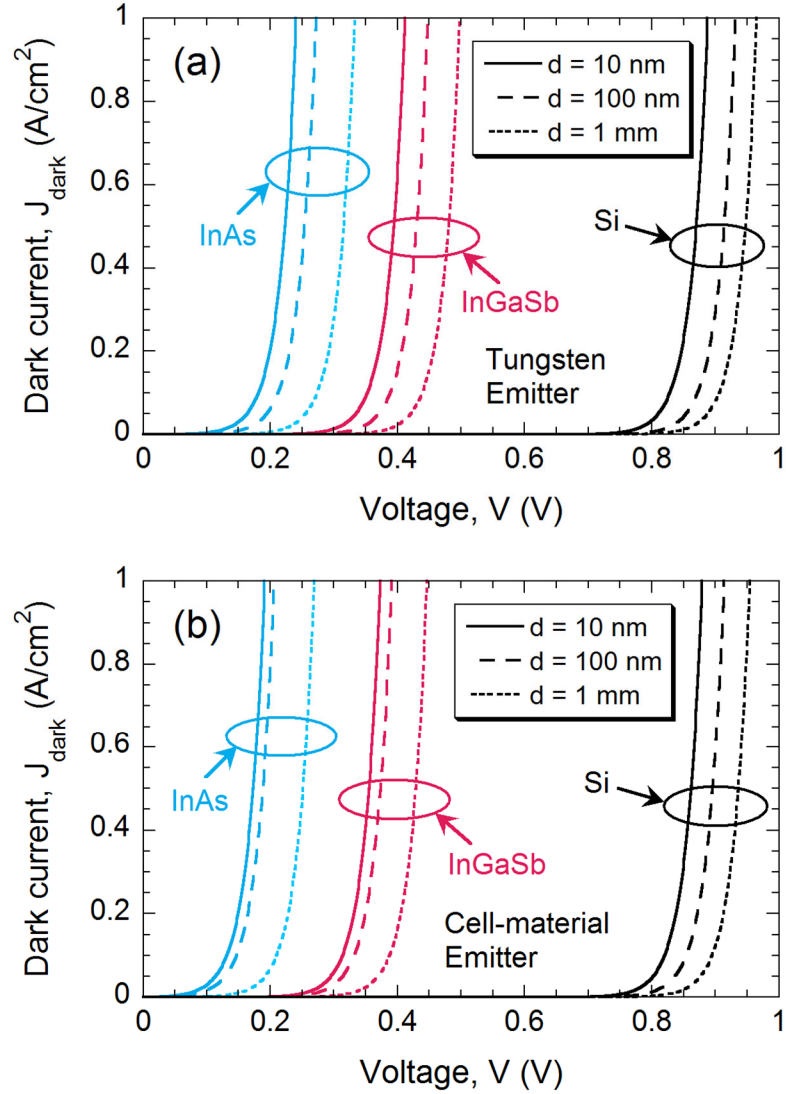 (a)
d = 10 nm
d = 100 nm
d = 1 mm
InAs
InGaSb
Si
Tungsten
Emitter
Dark current, J_dark (A/cm²)
1
0.8
0.6
0.4
0.2
0
0 0.2 0.4 0.6 0.8 1
Voltage, V (V)
(b)
d = 10 nm
d = 100 nm
d = 1 mm
InAs
InGaSb
Si
Cell-material
Emitter
Dark current, J_dark (A/cm²)
1
0.8
0.6
0.4
0.2
0
0 0.2 0.4 0.6 0.8 1
Voltage, V (V)